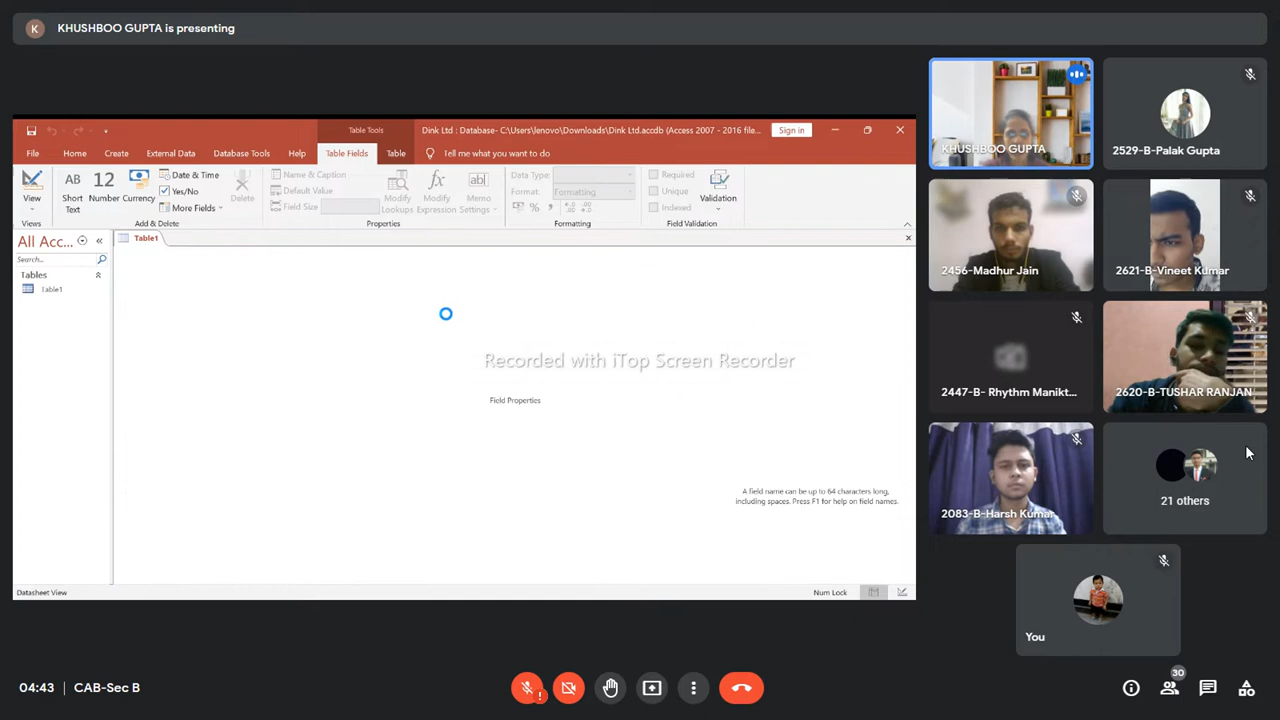 K KHUSHBOO GUPTA is presenting
Table Tools
Dink Ltd : Database- C:\Users\lenovo\Downloads\Dink Ltd.accdb (Access 2007 - 2016 file...
Sign in
File Home Create External Data Database Tools Help Table Fields Table Tell me what you want to do
View
AB Short Text
12 Number
Currency
Date & Time
Yes/No
More Fields
Delete
Name & Caption
Default Value
Field Size
Modify Lookups
fx Modify Expression
ab Memo Settings
Data Type:
Format: Formatting
% , .0 .00 .00 .0
Required
Unique
Indexed
Validation
Views Add & Delete Properties Formatting Field Validation
All Acc...
Search...
Tables
Table1
Table1
Recorded with iTop Screen Recorder
Field Properties
A field name can be up to 64 characters long,
including spaces. Press F1 for help on field names.
Datasheet View
Num Lock
KHUSHBOO GUPTA
2529-B-Palak Gupta
2456-Madhur Jain
2621-B-Vineet Kumar
2447-B- Rhythm Manikt...
2620-B-TUSHAR RANJAN
2083-B-Harsh Kumar
21 others
You
04:43 | CAB-Sec B
30